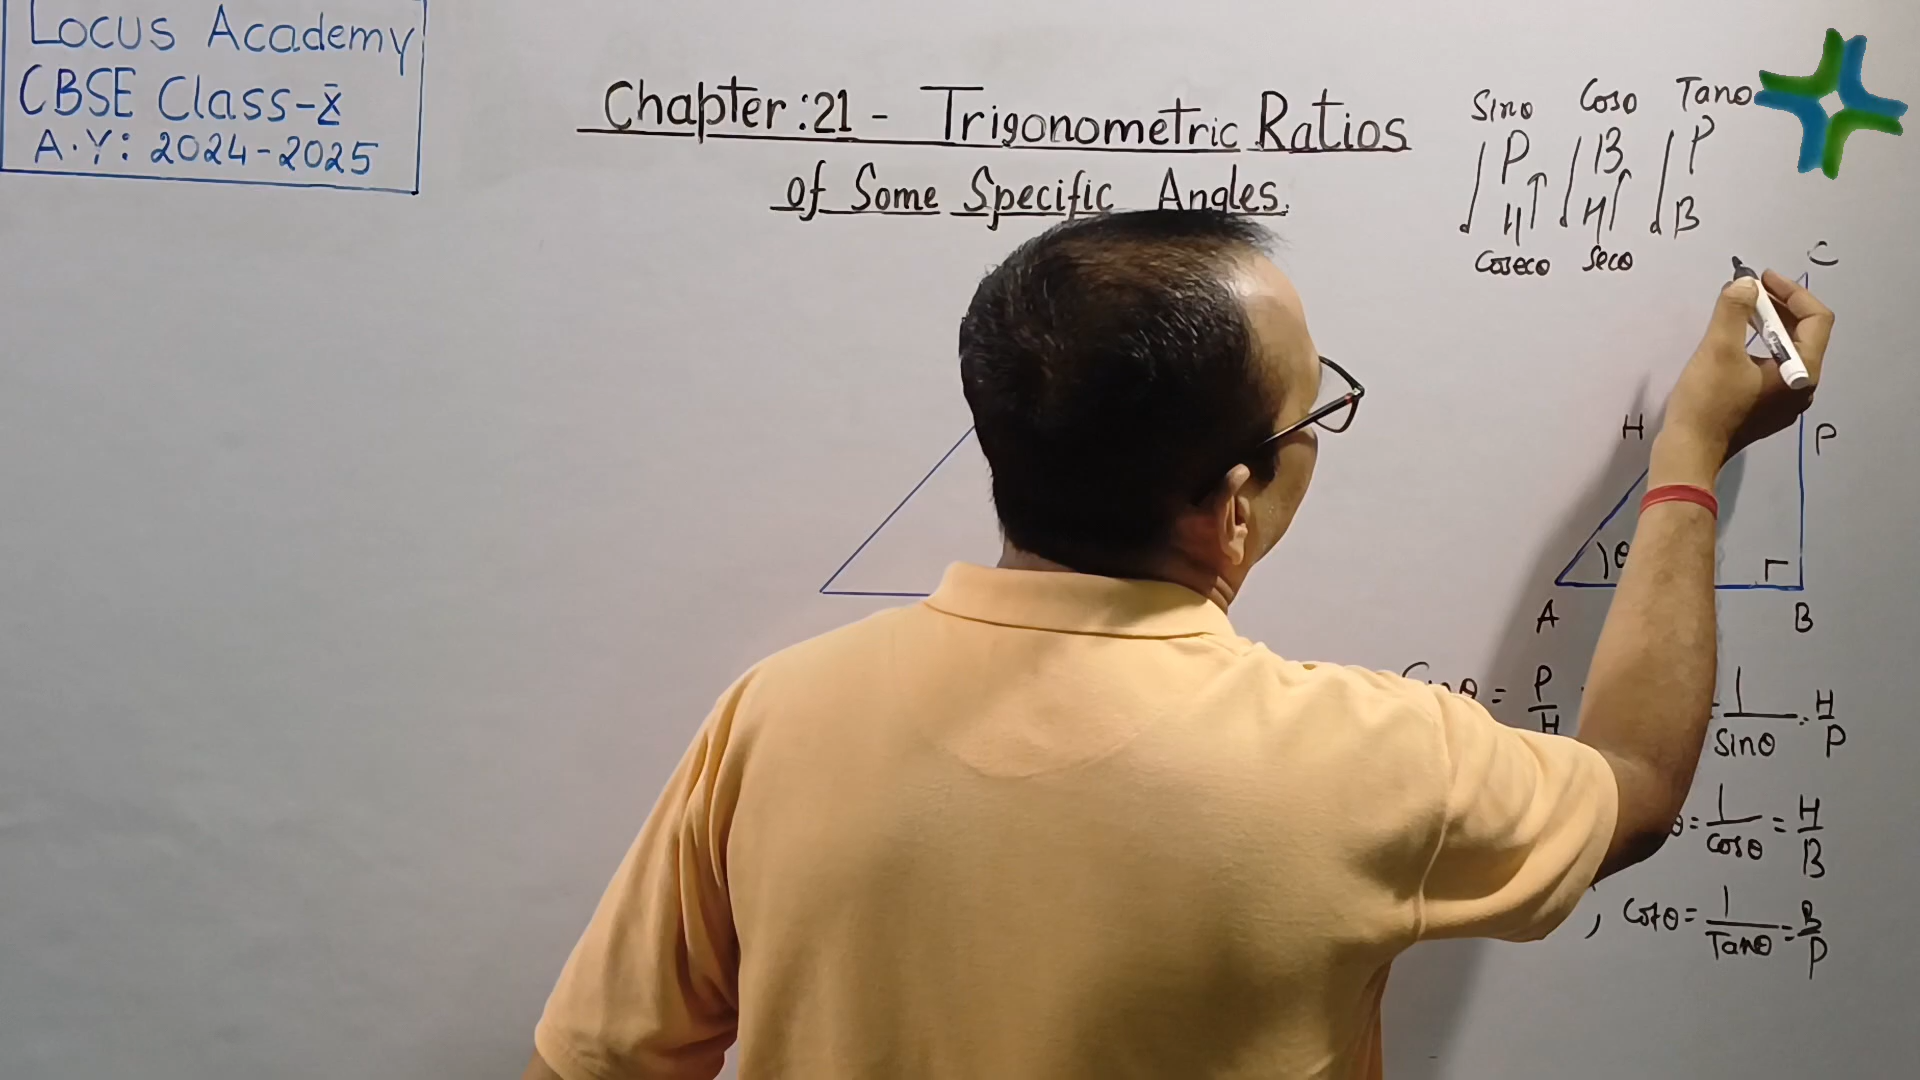 Locus Academy
CBSE Class-X
A.Y: 2024-2025
Chapter:21 - Trigonometric Ratios
of Some Specific Angles.
Sinθ Cosθ Tanθ
P B P
H H B
Cosecθ Secθ
C
H P
θ
A B
Sinθ = P/H 1/Sinθ = H/P
θ = 1/Cosθ = H/B
, Cotθ = 1/Tanθ = B/P